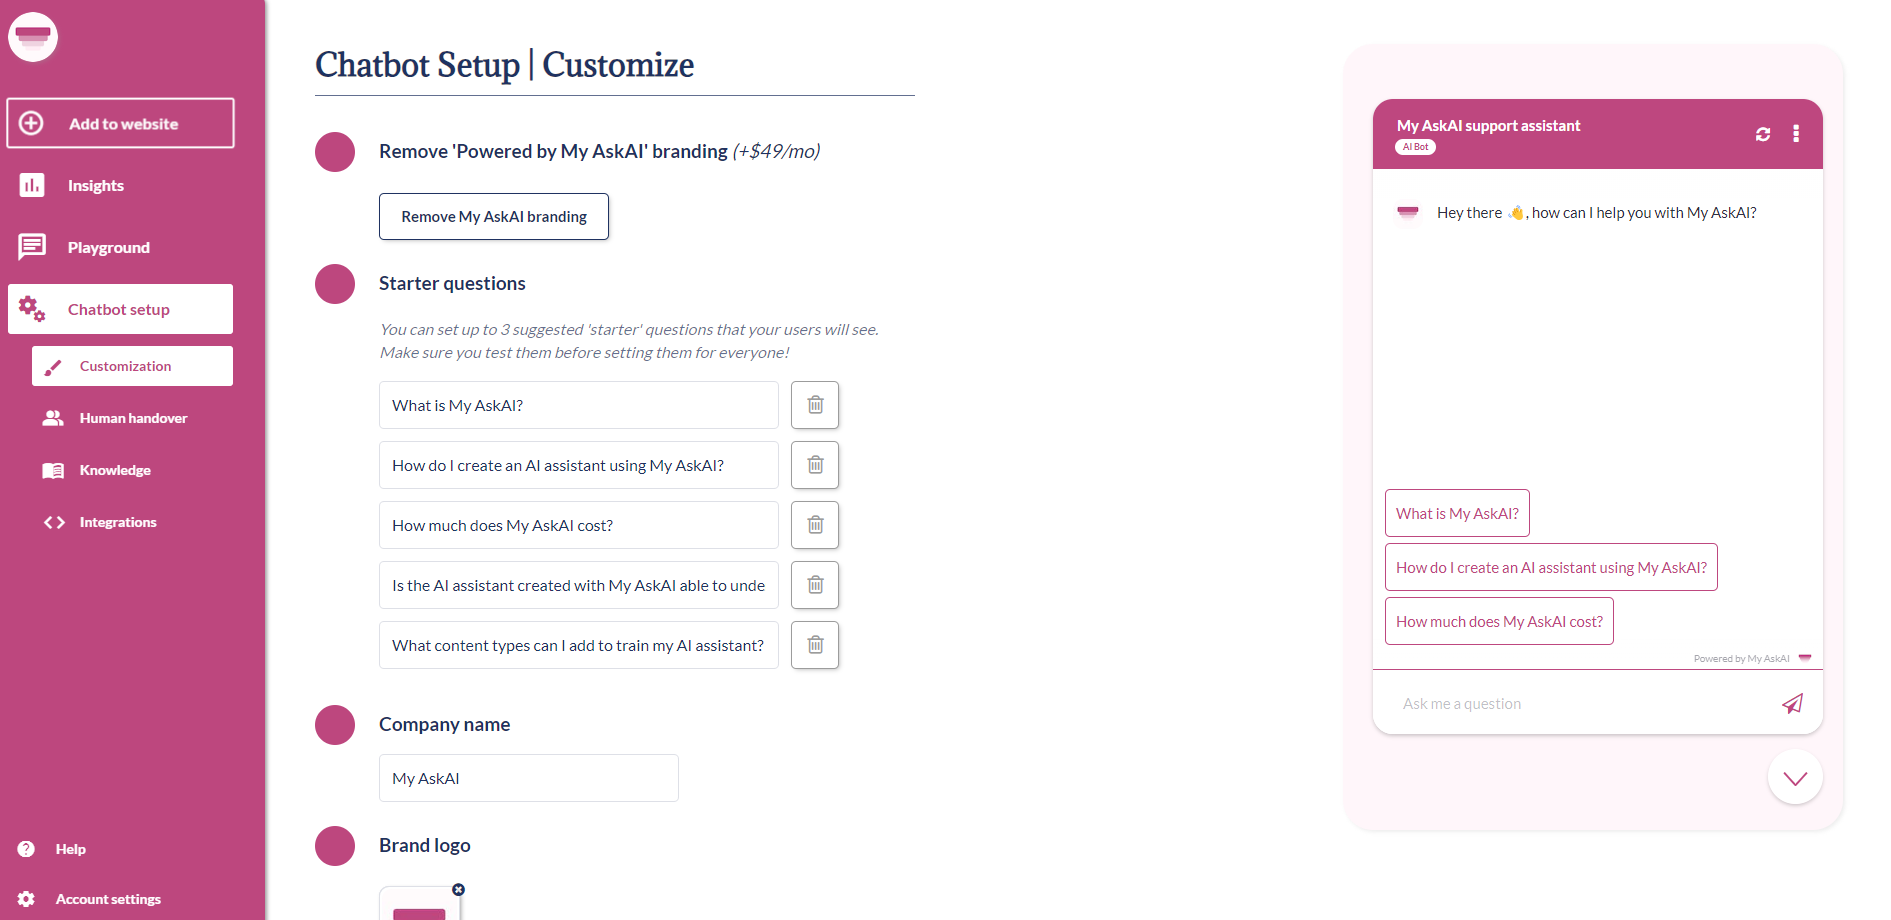 Add to website
Insights
Playground
Chatbot setup
Customization
Human handover
Knowledge
Integrations
Help
Account settings
Chatbot Setup | Customize
Remove 'Powered by My AskAI' branding (+$49/mo)
Remove My AskAI branding
Starter questions
You can set up to 3 suggested 'starter' questions that your users will see.
Make sure you test them before setting them for everyone!
What is My AskAI?
How do I create an AI assistant using My AskAI?
How much does My AskAI cost?
Is the AI assistant created with My AskAI able to unde
What content types can I add to train my AI assistant?
Company name
My AskAI
Brand logo
My AskAI support assistant
AI Bot
Hey there 👋, how can I help you with My AskAI?
What is My AskAI?
How do I create an AI assistant using My AskAI?
How much does My AskAI cost?
Powered by My AskAI
Ask me a question